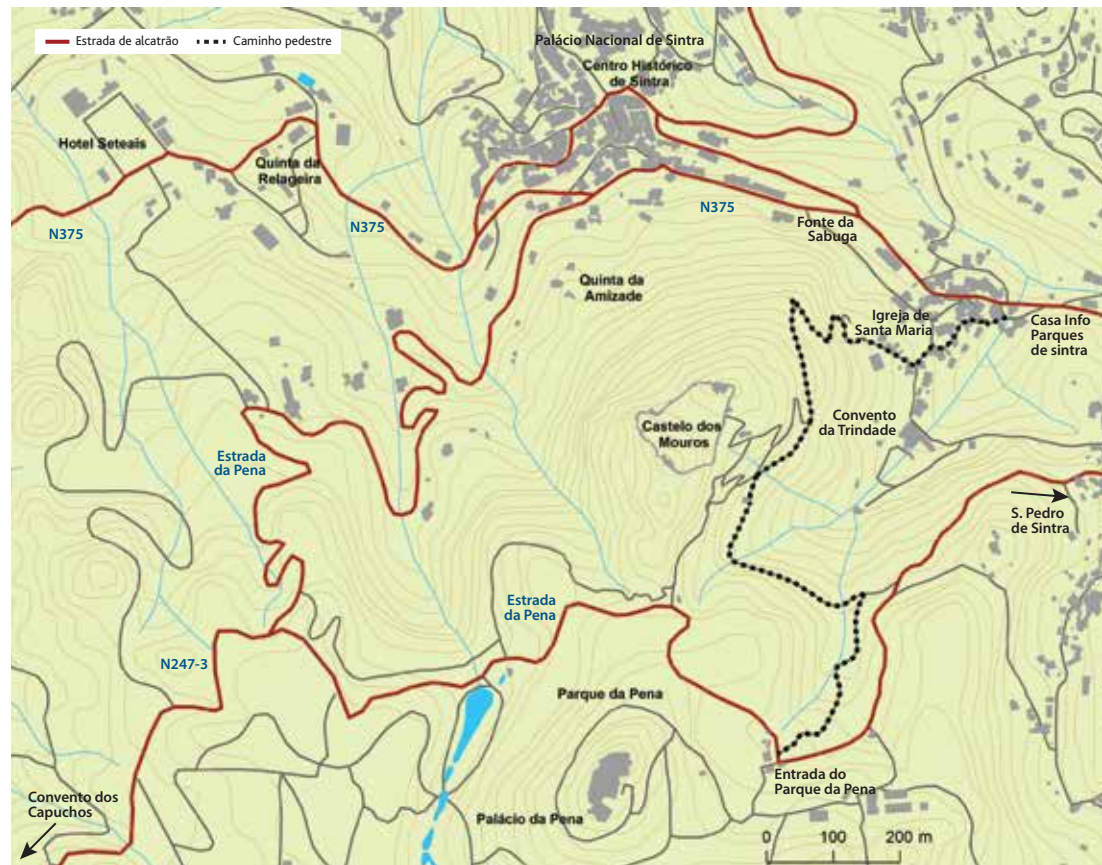 Estrada de alcatrão
Caminho pedestre
Palácio Nacional de Sintra
Centro Histórico
de Sintra
Hotel Seteais
Quinta da
Relageira
N375
N375
N375
Fonte da
Sabuga
Quinta da
Amizade
Igreja de
Santa Maria
Casa Info
Parques
de sintra
Castelo dos
Mouros
Convento
da Trindade
Estrada
da Pena
S. Pedro
de Sintra
Estrada
da Pena
N247-3
Parque da Pena
Entrada do
Parque da Pena
Convento dos
Capuchos
Palácio da Pena
0 100 200 m